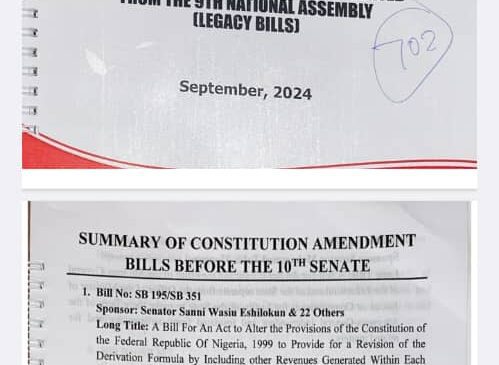 FROM THE 9TH NATIONAL ASSEMBLY
(LEGACY BILLS)
702
September, 2024
SUMMARY OF CONSTITUTION AMENDMENT
BILLS BEFORE THE 10TH SENATE
1. Bill No: SB 195/SB 351
Sponsor: Senator Sanni Wasiu Eshilokun & 22 Others
Long Title: A Bill For An Act to Alter the Provisions of the Constitution of
the Federal Republic Of Nigeria, 1999 to Provide for a Revision of the
Derivation Formula by Including other Revenues Generated Within Each